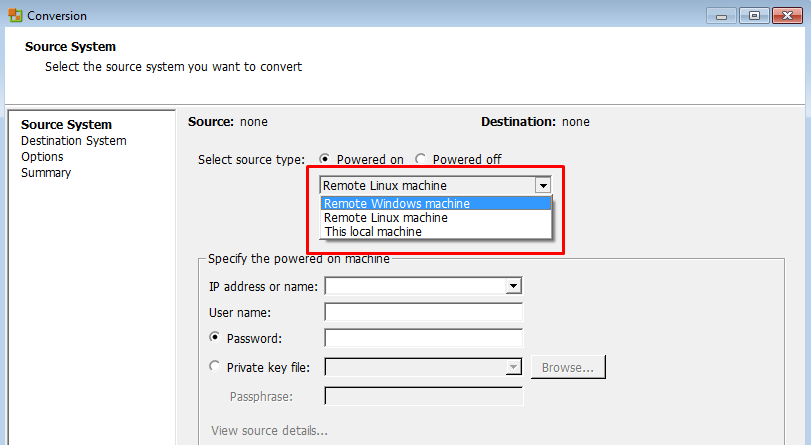 Conversion
Source System
Select the source system you want to convert
Source System
Destination System
Options
Summary
Source: none Destination: none
Select source type: Powered on Powered off
Remote Linux machine
Remote Windows machine
Remote Linux machine
This local machine
Specify the powered on machine
IP address or name:
User name:
Password:
Private key file: Browse...
Passphrase:
View source details...